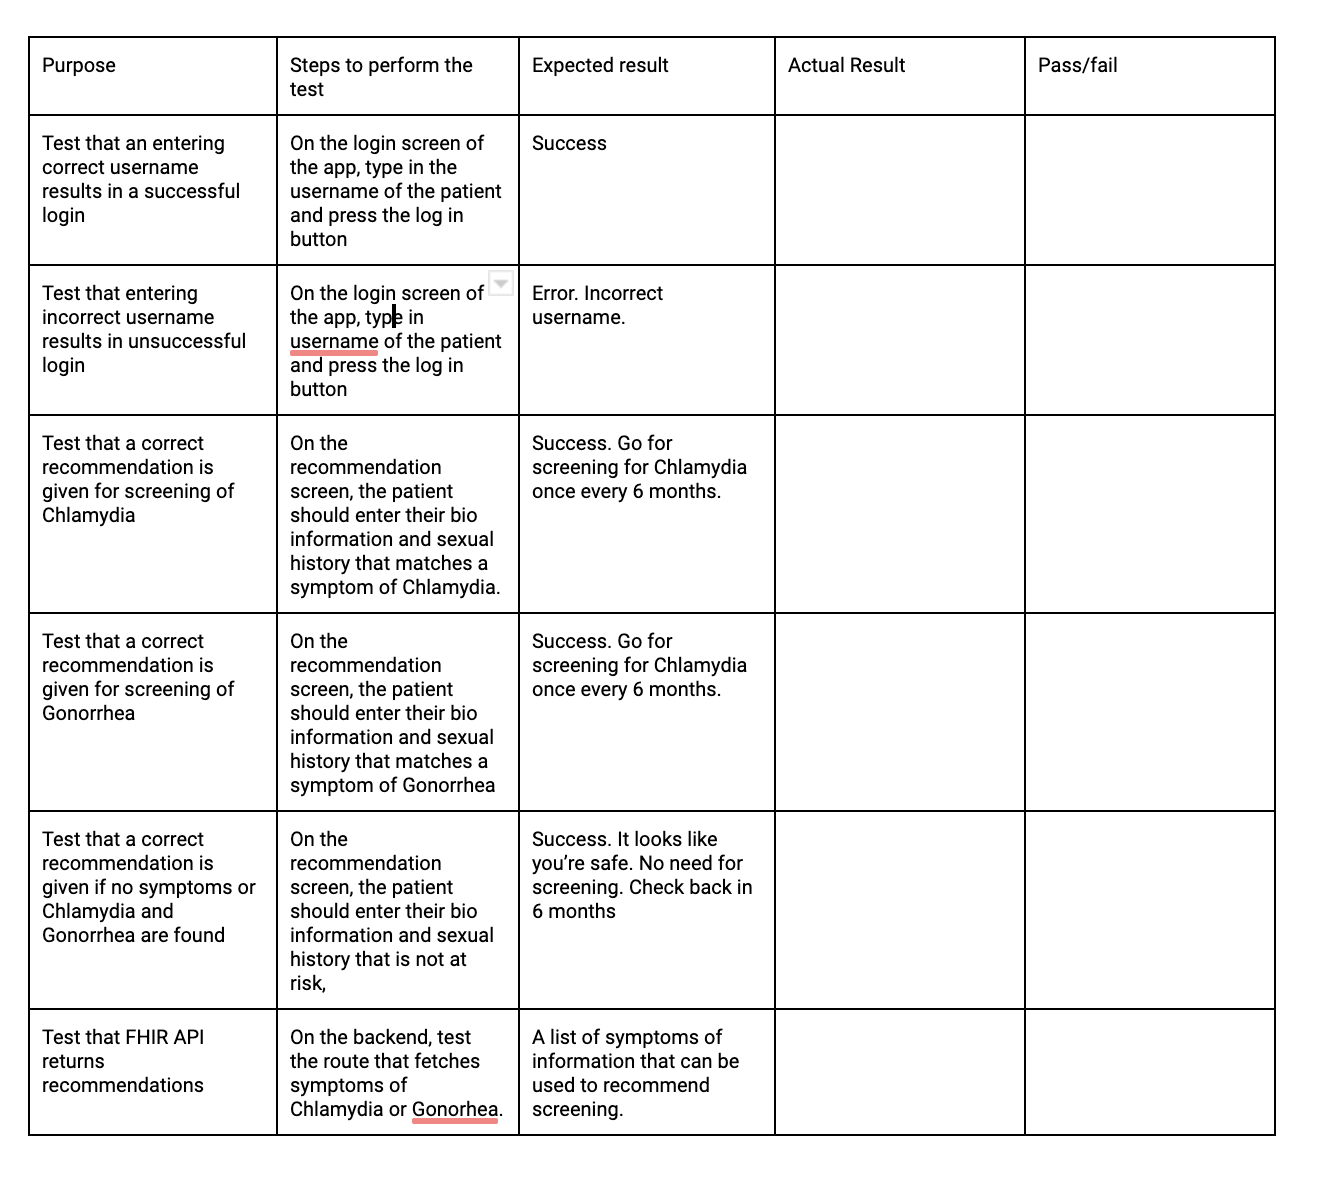 Purpose
Steps to perform the
test
Expected result
Actual Result
Pass/fail
Test that an entering
correct username
results in a successful
login
On the login screen of
the app, type in the
username of the patient
and press the log in
button
Success
Test that entering
incorrect username
results in unsuccessful
login
On the login screen of
the app, type in
username of the patient
and press the log in
button
Error. Incorrect
username.
Test that a correct
recommendation is
given for screening of
Chlamydia
On the
recommendation
screen, the patient
should enter their bio
information and sexual
history that matches a
symptom of Chlamydia.
Success. Go for
screening for Chlamydia
once every 6 months.
Test that a correct
recommendation is
given for screening of
Gonorrhea
On the
recommendation
screen, the patient
should enter their bio
information and sexual
history that matches a
symptom of Gonorrhea
Success. Go for
screening for Chlamydia
once every 6 months.
Test that a correct
recommendation is
given if no symptoms or
Chlamydia and
Gonorrhea are found
On the
recommendation
screen, the patient
should enter their bio
information and sexual
history that is not at
risk,
Success. It looks like
you’re safe. No need for
screening. Check back in
6 months
Test that FHIR API
returns
recommendations
On the backend, test
the route that fetches
symptoms of
Chlamydia or Gonorhea.
A list of symptoms of
information that can be
used to recommend
screening.